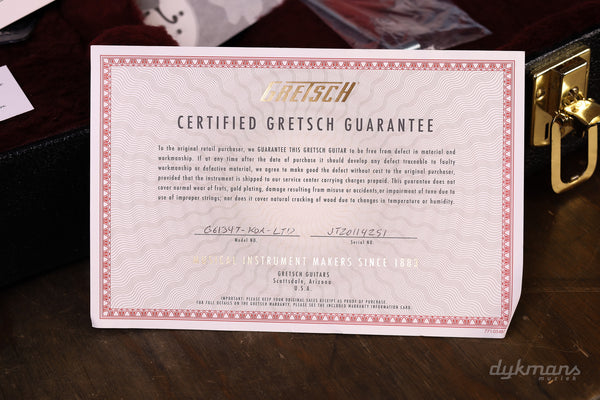 GRETSCH
CERTIFIED GRETSCH GUARANTEE
To the original retail purchaser, we GUARANTEE THIS GRETSCH GUITAR to be free from defect in material and
workmanship. If at any time after the date of purchase it should develop any defect traceable to faulty
workmanship or defective material, we agree to make good the defect without cost to the original purchaser,
provided that the instrument is shipped to our service center carrying charges prepaid. This guarantee does not
cover normal wear of frets, gold plating, damage resulting from misuse or accidents or impairment of tone due to
use of improper strings; nor does it cover natural cracking of wood due to changes in temperature or humidity.
G6134T-KOA-LTD JT20114251
Model NO. Serial NO.
MUSICAL INSTRUMENT MAKERS SINCE 1883
GRETSCH GUITARS
Scottsdale, Arizona
U.S.A.
IMPORTANT: PLEASE KEEP YOUR ORIGINAL SALES RECEIPT AS PROOF OF PURCHASE.
FOR FULL DETAILS ON THE GRETSCH WARRANTY, PLEASE SEE THE INCLUDED WARRANTY INFORMATION CARD.
dykmans
muziek